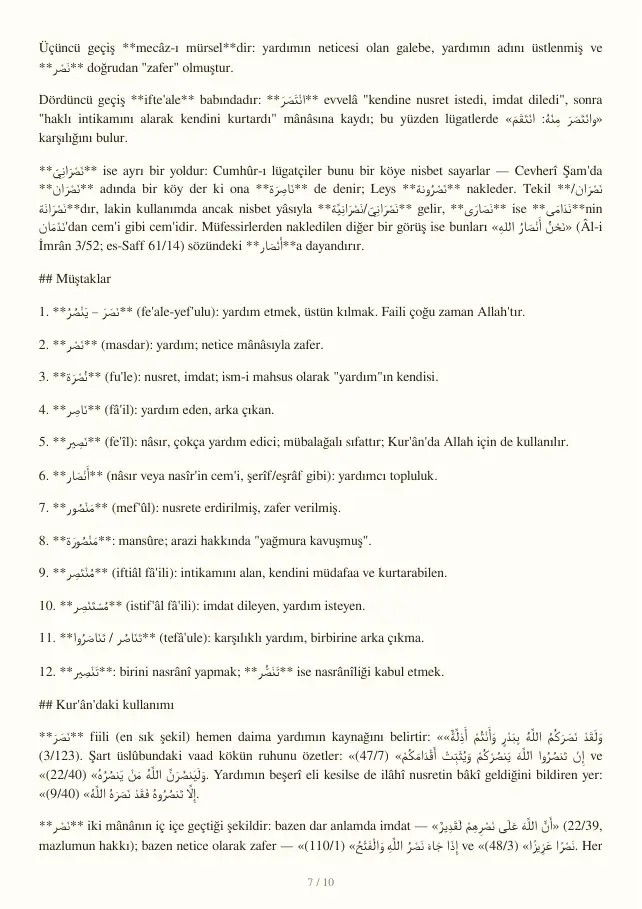 Üçüncü geçiş **mecâz-ı mürsel**dir: yardımın neticesi olan galebe, yardımın adını üstlenmiş ve
**نَصْر** doğrudan "zafer" olmuştur.
Dördüncü geçiş **ifte'ale** babındadır: **اِنْتَصَرَ** evvelâ "kendine nusret istedi, imdat diledi", sonra
"haklı intikamını alarak kendini kurtardı" mânâsına kaydı; bu yüzden lügatlerde «وانْتَصَرَ مِنْهُ: انْتَقَمَ»
karşılığını bulur.
**نَصْرَانِيّ** ise ayrı bir yoldur: Cumhûr-ı lügatçiler bunu bir köye nisbet sayarlar — Cevherî Şam'da
**نَصْرَان** adında bir köy der ki ona **نَاصِرَة** de denir; Leys **نَصْرُونة** nakleder. Tekil **نَصْرَان/
نَصْرَانَة**dır, lakin kullanımda ancak nisbet yâsıyla **نَصْرَانِيّ/نَصْرَانِيَّة** gelir, **نَصَارَى** ise **نَدَامَى**nin
نَدْمَان'dan cem'i gibi cem'idir. Müfessirlerden nakledilen diğer bir görüş ise bunları «نَحْنُ أَنْصَارُ اللهِ» (Âl-i
İmrân 3/52; es-Saff 61/14) sözündeki **أَنْصَار**a dayandırır.
## Müştaklar
1. **نَصَرَ – يَنْصُرُ** (fe'ale-yef'ulu): yardım etmek, üstün kılmak. Faili çoğu zaman Allah'tır.
2. **نَصْر** (masdar): yardım; netice mânâsıyla zafer.
3. **نُصْرَة** (fu'le): nusret, imdat; ism-i mahsus olarak "yardım"ın kendisi.
4. **نَاصِر** (fâ'il): yardım eden, arka çıkan.
5. **نَصِير** (fe'îl): nâsır, çokça yardım edici; mübalağalı sıfattır; Kur'ân'da Allah için de kullanılır.
6. **أَنْصَار** (nâsır veya nasîr'in cem'i, şerîf/eşrâf gibi): yardımcı topluluk.
7. **مَنْصُور** (mef'ûl): nusrete erdirilmiş, zafer verilmiş.
8. **مَنْصُورَة**: mansûre; arazi hakkında "yağmura kavuşmuş".
9. **مُنْتَصِر** (iftiâl fâ'ili): intikamını alan, kendini müdafaa ve kurtarabilen.
10. **مُسْتَنْصِر** (istif'âl fâ'ili): imdat dileyen, yardım isteyen.
11. **تَنَاصُر / تَنَاصَرُوا** (tefâ'ule): karşılıklı yardım, birbirine arka çıkma.
12. **تَنْصِير**: birini nasrânî yapmak; **تَنَصُّر** ise nasrânîliği kabul etmek.
## Kur'ân'daki kullanımı
**نَصَرَ** fiili (en sık şekil) hemen daima yardımın kaynağını belirtir: «وَلَقَدْ نَصَرَكُمُ اللَّهُ بِبَدْرٍ وَأَنْتُمْ أَذِلَّةٌ»
(3/123). Şart üslûbundaki vaad kökün ruhunu özetler: «إِنْ تَنْصُرُوا اللَّهَ يَنْصُرْكُمْ وَيُثَبِّتْ أَقْدَامَكُمْ» (47/7) ve
«وَلَيَنْصُرَنَّ اللَّهُ مَنْ يَنْصُرُهُ» (22/40). Yardımın beşerî eli kesilse de ilâhî nusretin bâkî geldiğini bildiren yer:
«إِلَّا تَنْصُرُوهُ فَقَدْ نَصَرَهُ اللَّهُ» (9/40).
**نَصْر** iki mânânın iç içe geçtiği şekildir: bazen dar anlamda imdat — «أَنَّ اللَّهَ عَلَى نَصْرِهِمْ لَقَدِيرٌ» (22/39,
mazlumun hakkı); bazen netice olarak zafer — «إِذَا جَاءَ نَصْرُ اللَّهِ وَالْفَتْحُ» (110/1) ve «نَصْرًا عَزِيزًا» (48/3). Her
7 / 10